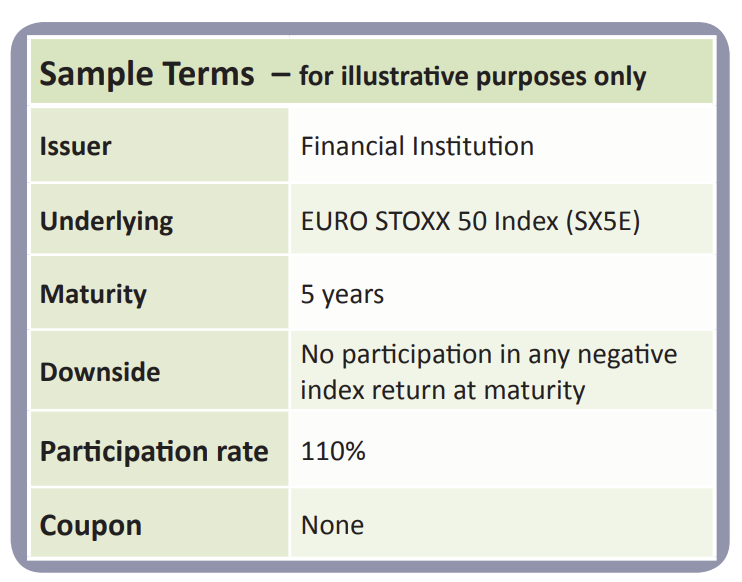 Sample Terms – for illustrative purposes only
Issuer
Financial Institution
Underlying
EURO STOXX 50 Index (SX5E)
Maturity
5 years
Downside
No participation in any negative
index return at maturity
Participation rate
110%
Coupon
None